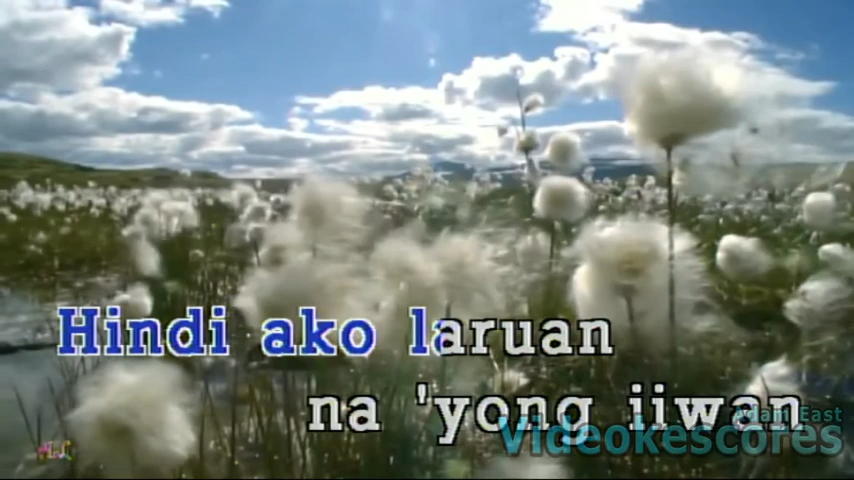 Hindi ako laruan
na 'yong iiwan
Adam East
Videokescores